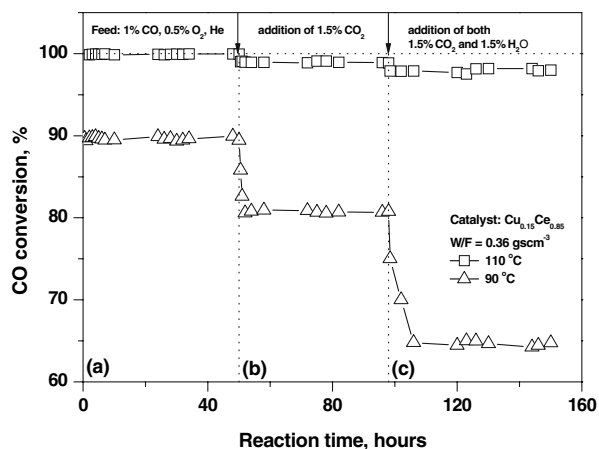 Feed: 1% CO, 0.5% O₂, He
addition of 1.5% CO₂
addition of both
1.5% CO₂ and 1.5% H₂O
100
90
80
70
60
CO conversion, %
Catalyst: Cu₀.₁₅Ce₀.₈₅
W/F = 0.36 gscm⁻³
110 °C
90 °C
(a)
(b)
(c)
0
40
80
120
160
Reaction time, hours